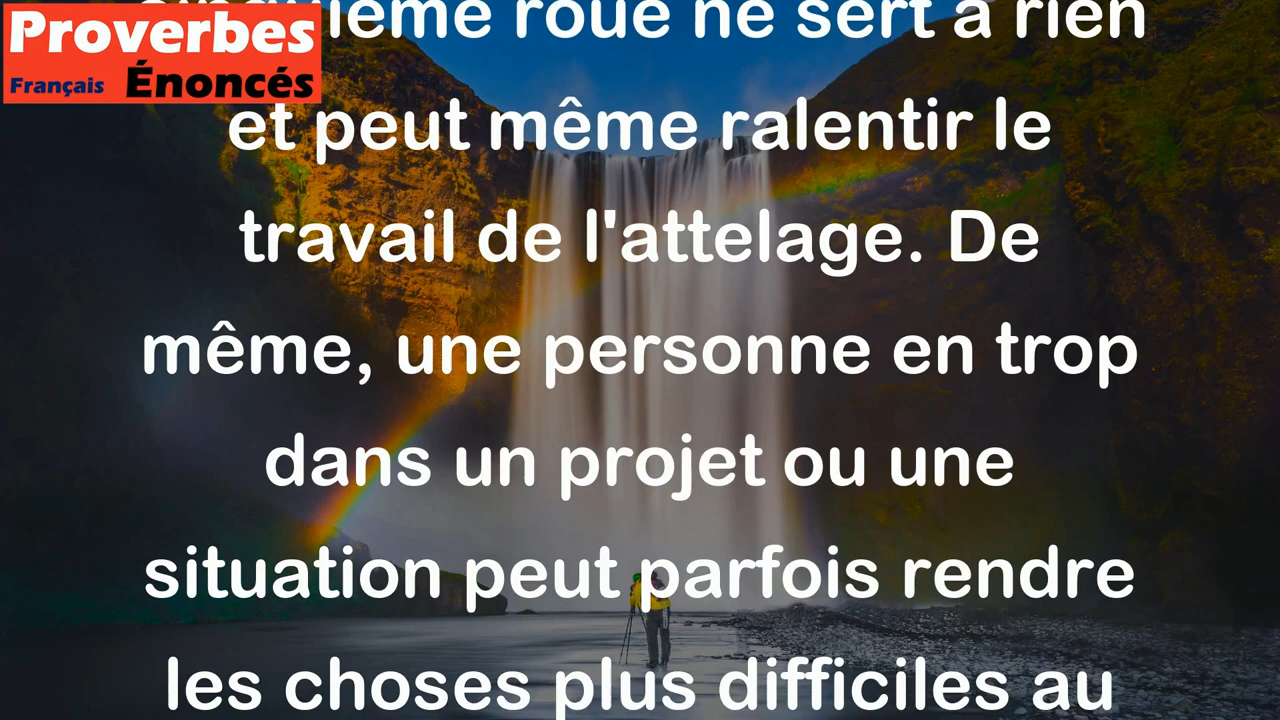 Proverbes
Français Énoncés
roue ne sert à rien
et peut même ralentir le
travail de l'attelage. De
même, une personne en trop
dans un projet ou une
situation peut parfois rendre
les choses plus difficiles au